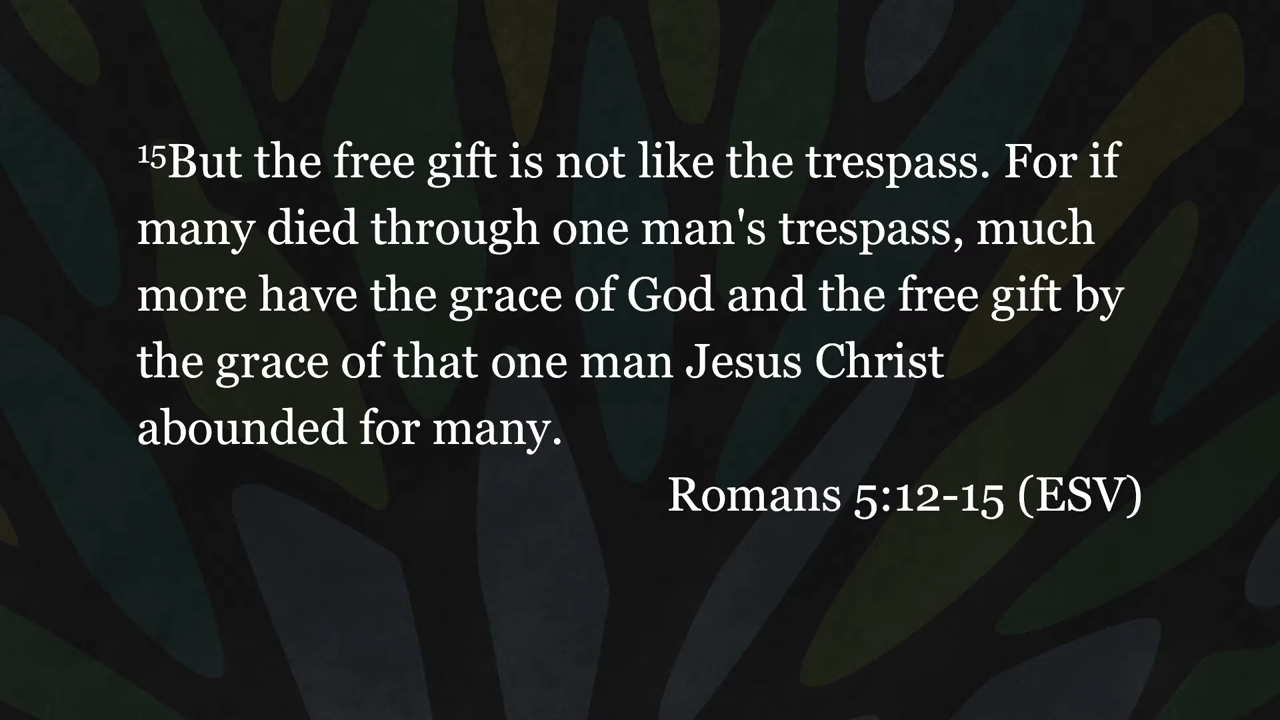 ¹⁵But the free gift is not like the trespass. For if
many died through one man's trespass, much
more have the grace of God and the free gift by
the grace of that one man Jesus Christ
abounded for many.
Romans 5:12-15 (ESV)